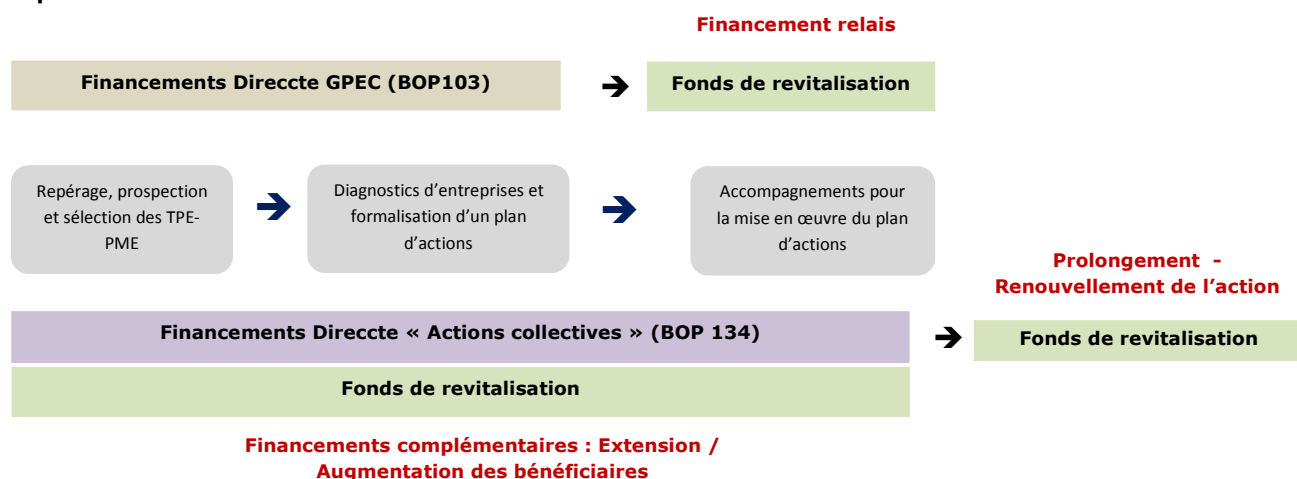 Financement relais
Financements Direccte GPEC (BOP103)
➔
Fonds de revitalisation
Repérage, prospection
et sélection des TPE-
PME
➔
Diagnostics d’entreprises et
formalisation d’un plan
d’actions
➔
Accompagnements pour
la mise en œuvre du plan
d’actions
Prolongement -
Renouvellement de l’action
Financements Direccte « Actions collectives » (BOP 134)
➔
Fonds de revitalisation
Fonds de revitalisation
Financements complémentaires : Extension /
Augmentation des bénéficiaires